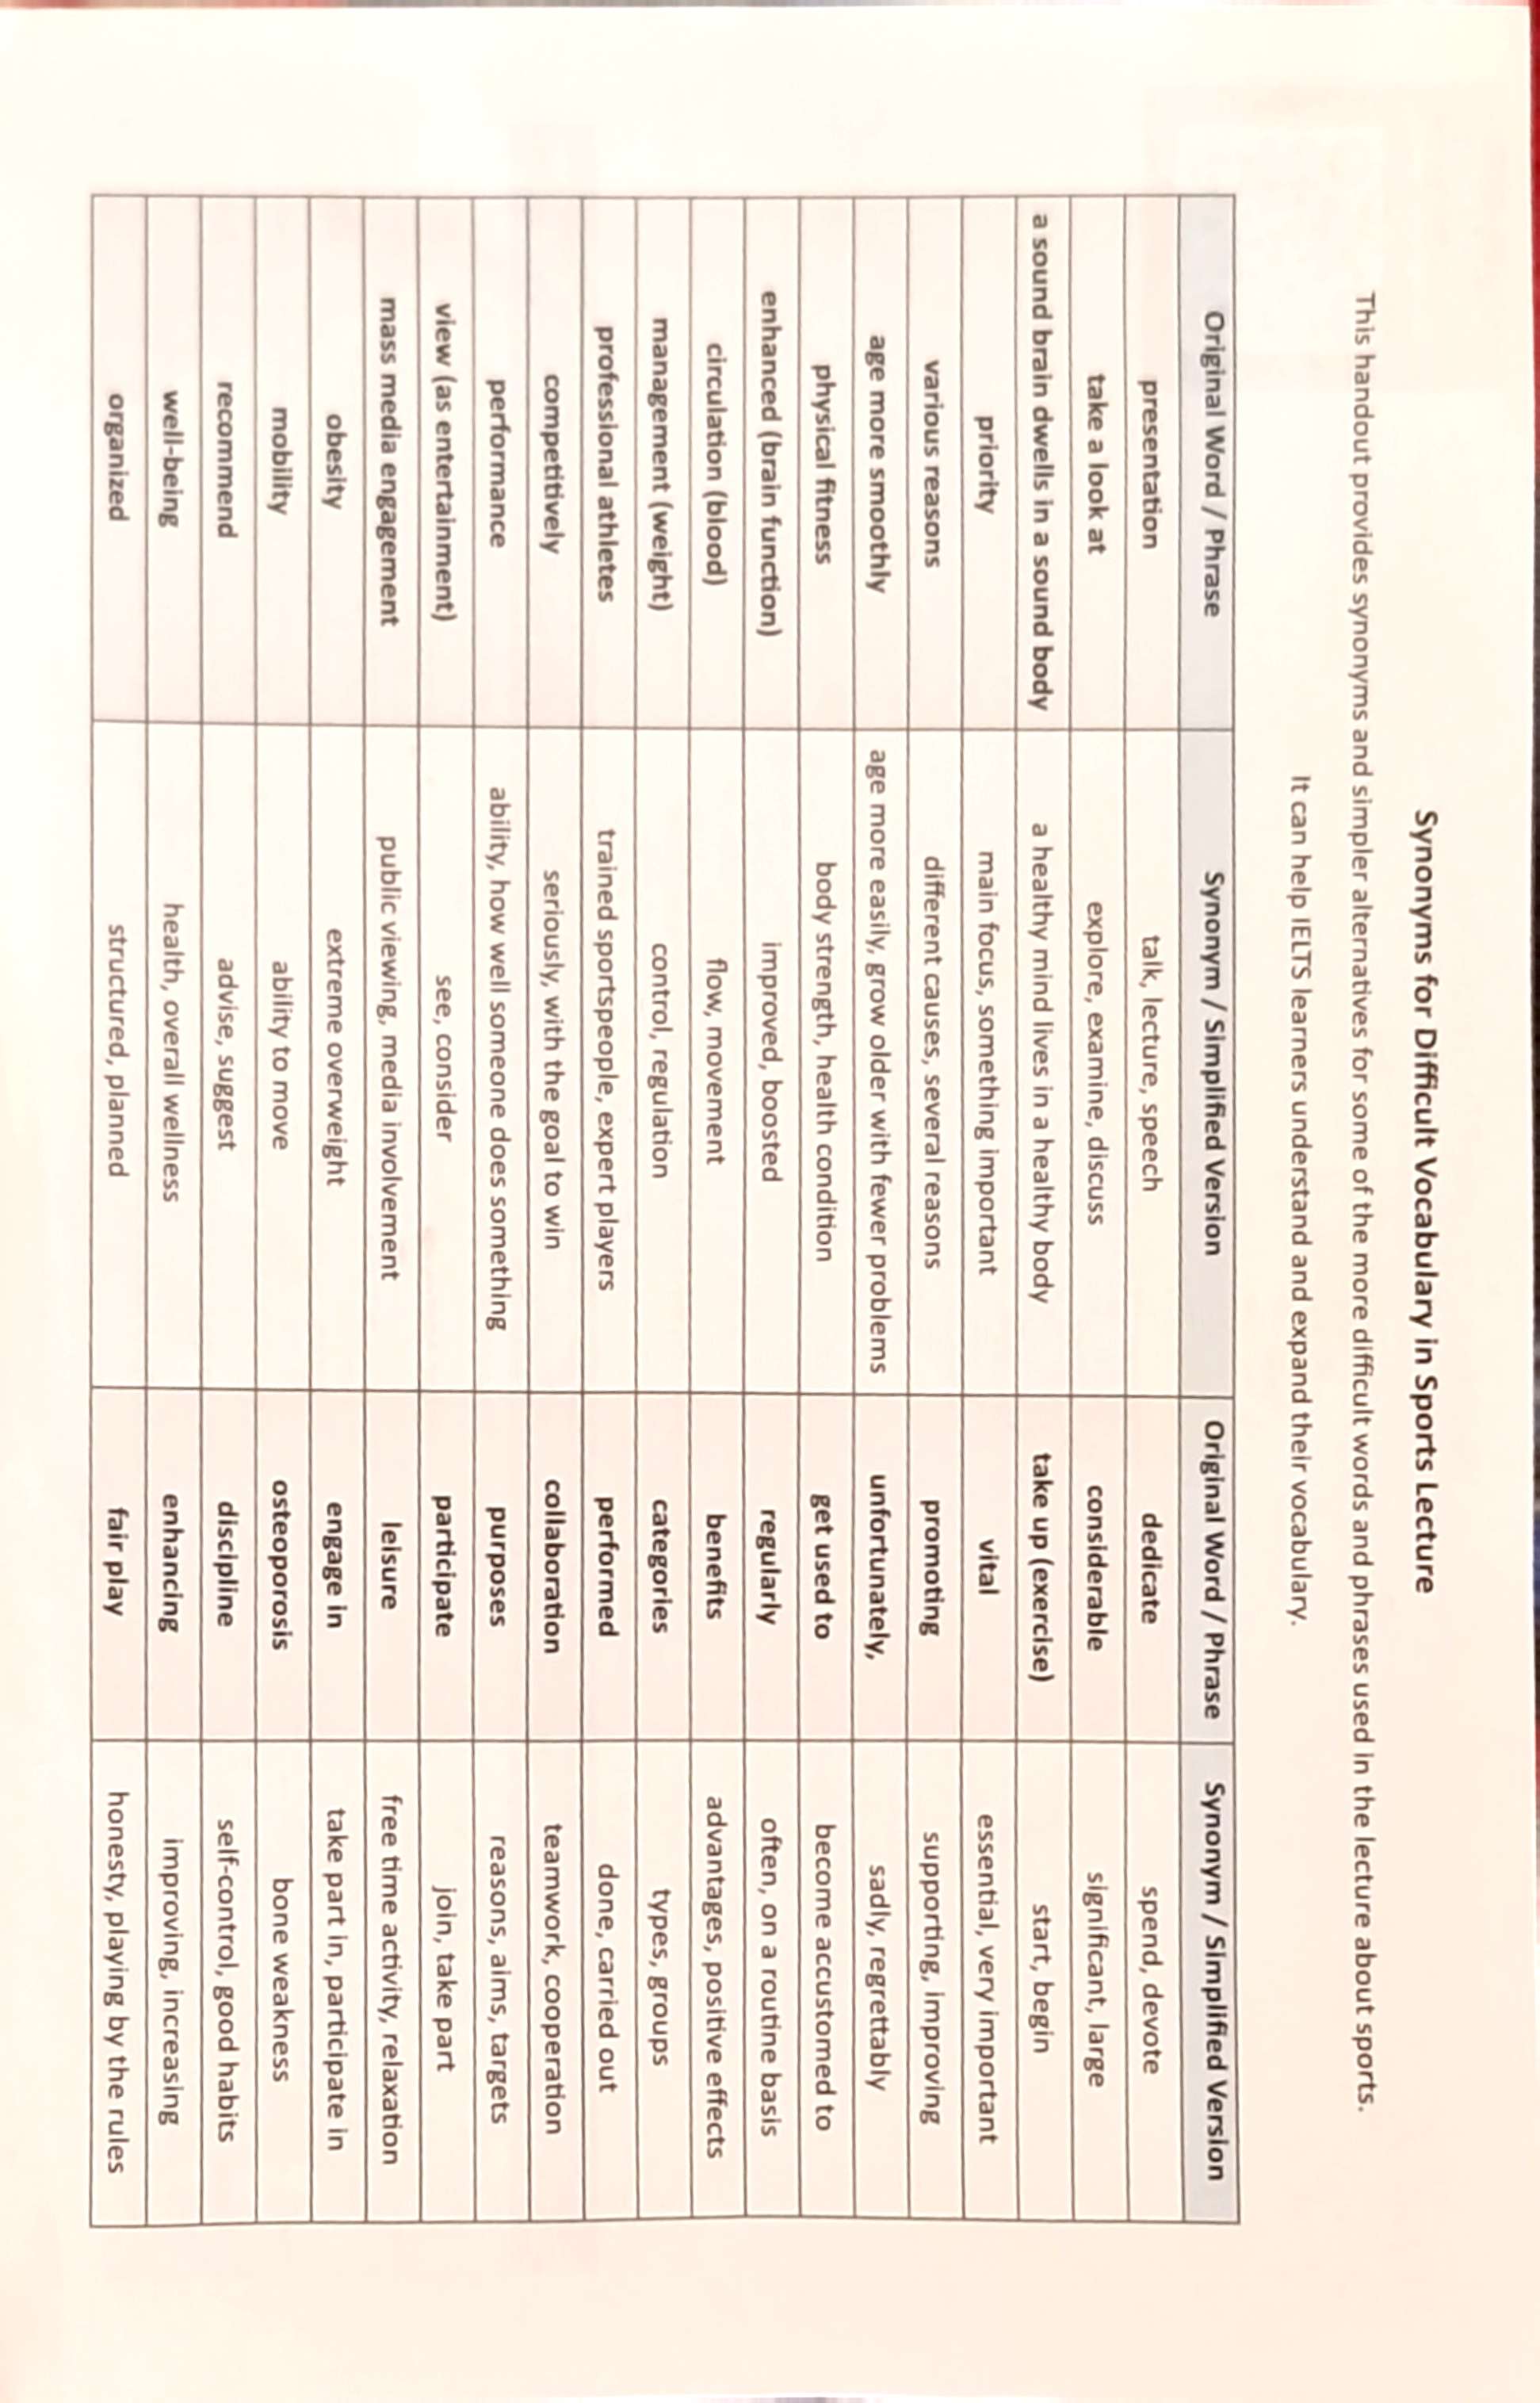 Synonyms for Difficult Vocabulary in Sports Lecture
This handout provides synonyms and simpler alternatives for some of the more difficult words and phrases used in the lecture about sports.
It can help IELTS learners understand and expand their vocabulary.
Original Word / Phrase Synonym / Simplified Version Original Word / Phrase Synonym / Simplified Version
presentation talk, lecture, speech dedicate spend, devote
take a look at explore, examine, discuss considerable significant, large
a sound brain dwells in a sound body a healthy mind lives in a healthy body take up (exercise) start, begin
priority main focus, something important vital essential, very important
various reasons different causes, several reasons promoting supporting, improving
age more smoothly age more easily, grow older with fewer problems unfortunately, sadly, regrettably
physical fitness body strength, health condition get used to become accustomed to
enhanced (brain function) improved, boosted regularly often, on a routine basis
circulation (blood) flow, movement benefits advantages, positive effects
management (weight) control, regulation categories types, groups
professional athletes trained sportspeople, expert players performed done, carried out
competitively seriously, with the goal to win collaboration teamwork, cooperation
performance ability, how well someone does something purposes reasons, aims, targets
view (as entertainment) see, consider participate join, take part
mass media engagement public viewing, media involvement leisure free time activity, relaxation
obesity extreme overweight engage in take part in, participate in
mobility ability to move osteoporosis bone weakness
recommend advise, suggest discipline self-control, good habits
well-being health, overall wellness enhancing improving, increasing
organized structured, planned fair play honesty, playing by the rules